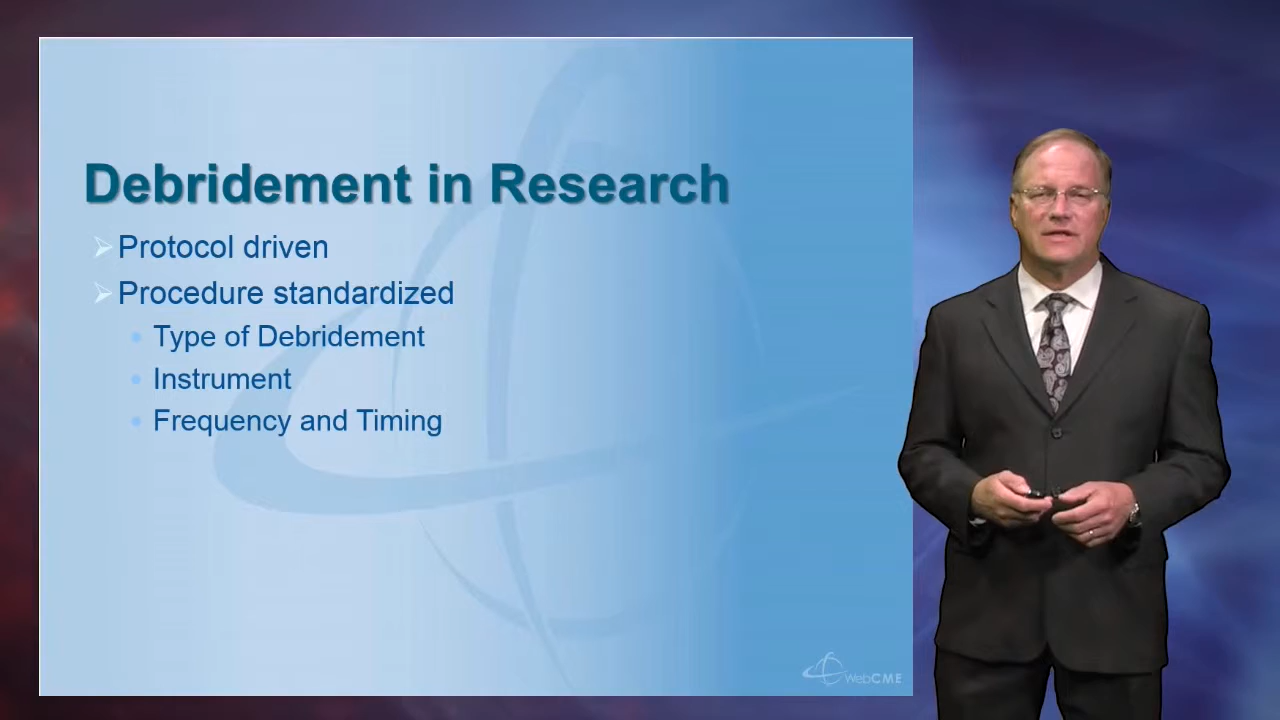 Debridement in Research
Protocol driven
Procedure standardized
Type of Debridement
Instrument
Frequency and Timing
WebCME